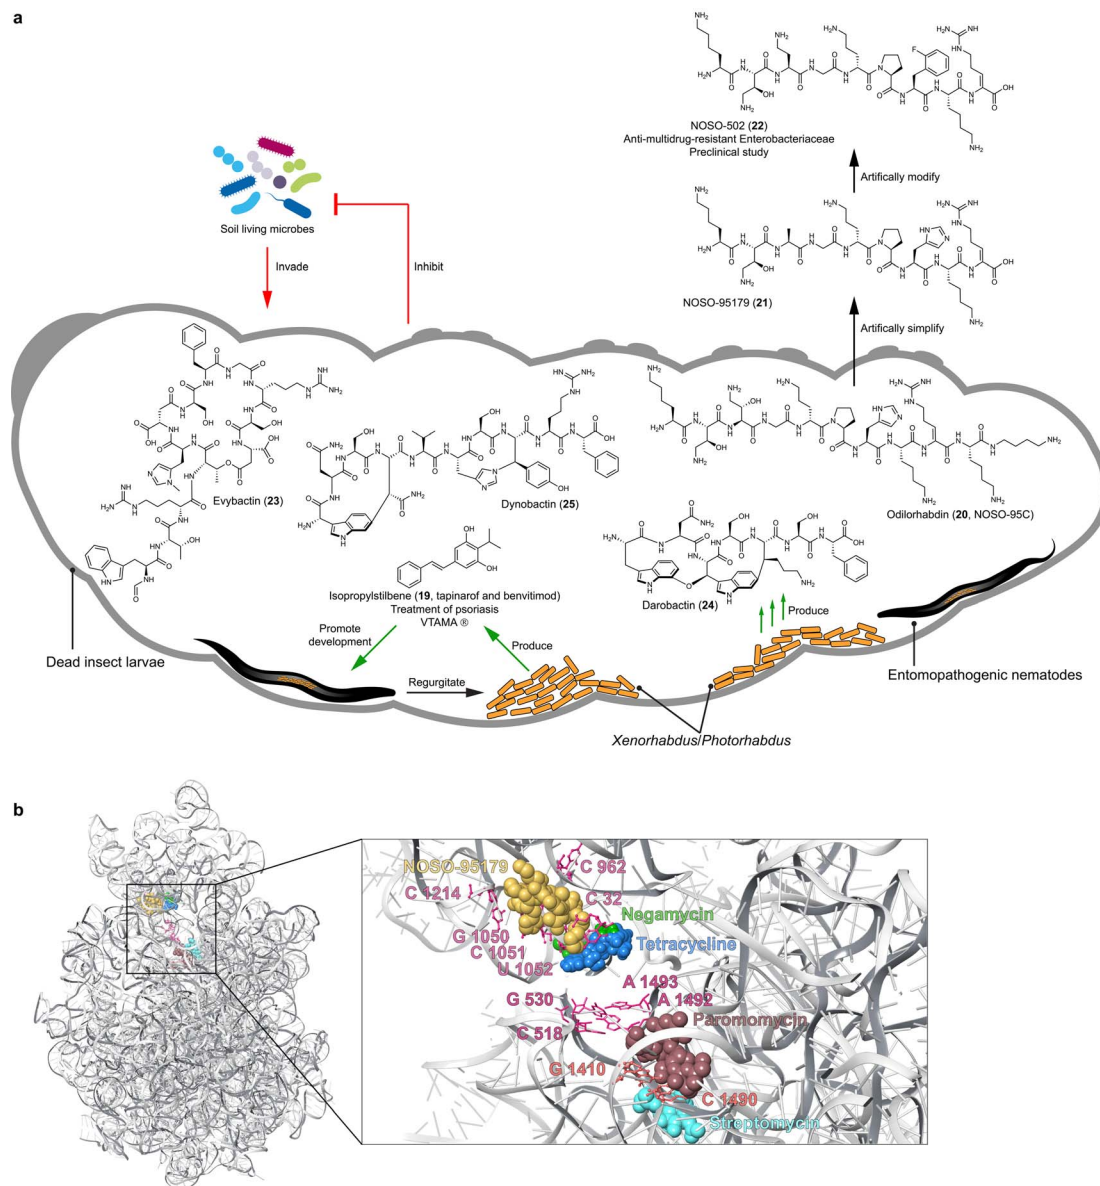 a
NOSO-502 (22)
Anti-multidrug-resistant Enterobacteriaceae
Preclinical study
Artifically modify
Soil living microbes
Invade
Inhibit
NOSO-95179 (21)
Artifically simplify
Evybactin (23)
Dynobactin (25)
Odilorhabdin (20, NOSO-95C)
Isopropylstilbene (19, tapinarof and benvitimod)
Treatment of psoriasis
VTAMA ®
Darobactin (24)
Promote
development
Produce
Produce
Dead insect larvae
Regurgitate
Entomopathogenic nematodes
Xenorhabdus/Photorhabdus
b
NOSO-95179
C 962
C 1214
C 32
Negamycin
G 1050
C 1051
Tetracycline
U 1052
A 1493
G 530
A 1492
Paromomycin
C 518
G 1410
C 1490
Streptomycin